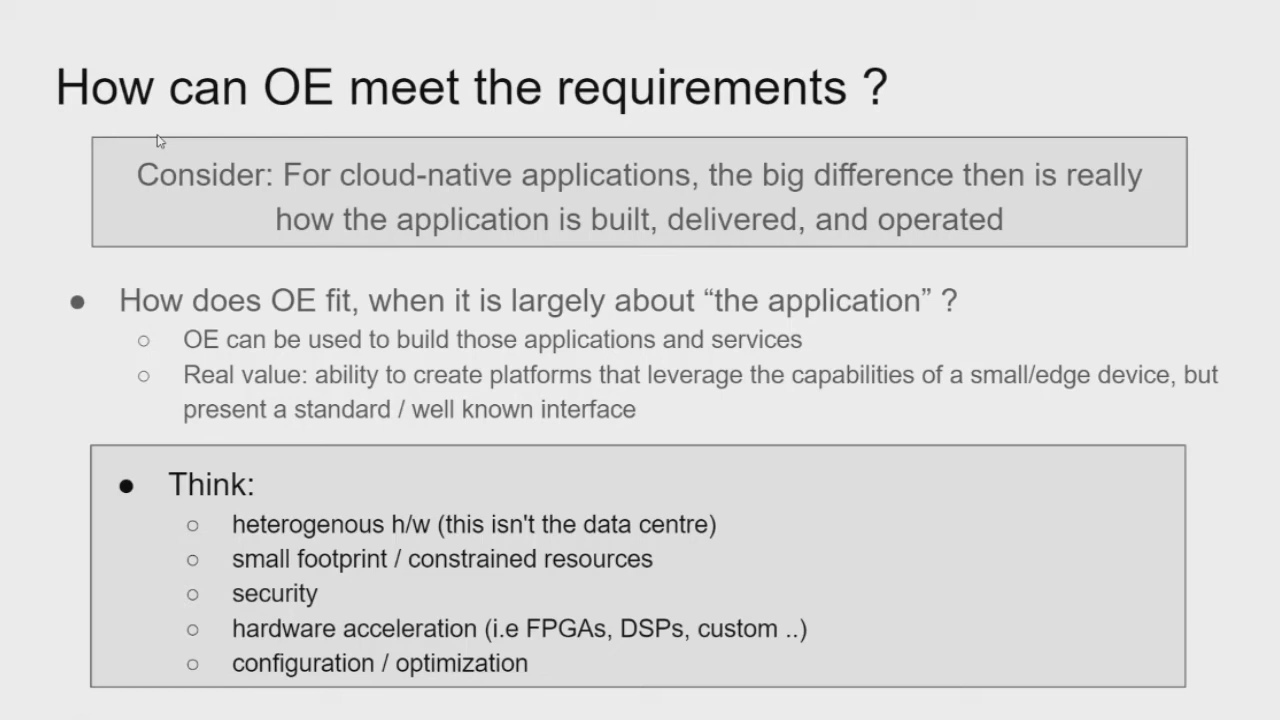 How can OE meet the requirements ?
Consider: For cloud-native applications, the big difference then is really
how the application is built, delivered, and operated
● How does OE fit, when it is largely about “the application” ?
○ OE can be used to build those applications and services
○ Real value: ability to create platforms that leverage the capabilities of a small/edge device, but
present a standard / well known interface
● Think:
○ heterogenous h/w (this isn't the data centre)
○ small footprint / constrained resources
○ security
○ hardware acceleration (i.e FPGAs, DSPs, custom ..)
○ configuration / optimization